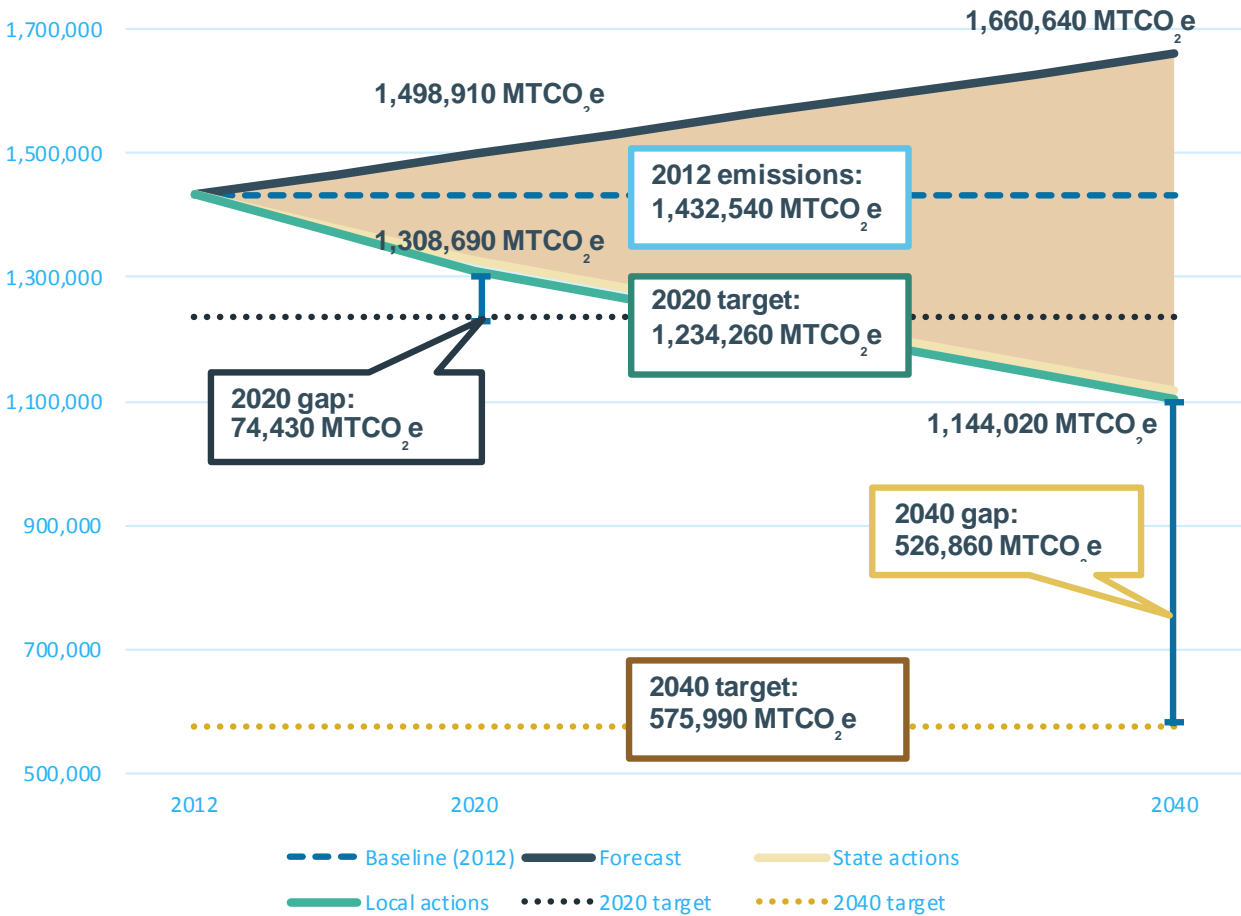 1,700,000
1,660,640 MTCO₂e
1,498,910 MTCO₂e
1,500,000
2012 emissions:
1,432,540 MTCO₂e
1,308,690 MTCO₂e
1,300,000
2020 target:
1,234,260 MTCO₂e
2020 gap:
74,430 MTCO₂e
1,100,000
1,144,020 MTCO₂e
2040 gap:
526,860 MTCO₂e
900,000
700,000
2040 target:
575,990 MTCO₂e
500,000
2012 2020 2040
Baseline (2012) Forecast State actions
Local actions 2020 target 2040 target